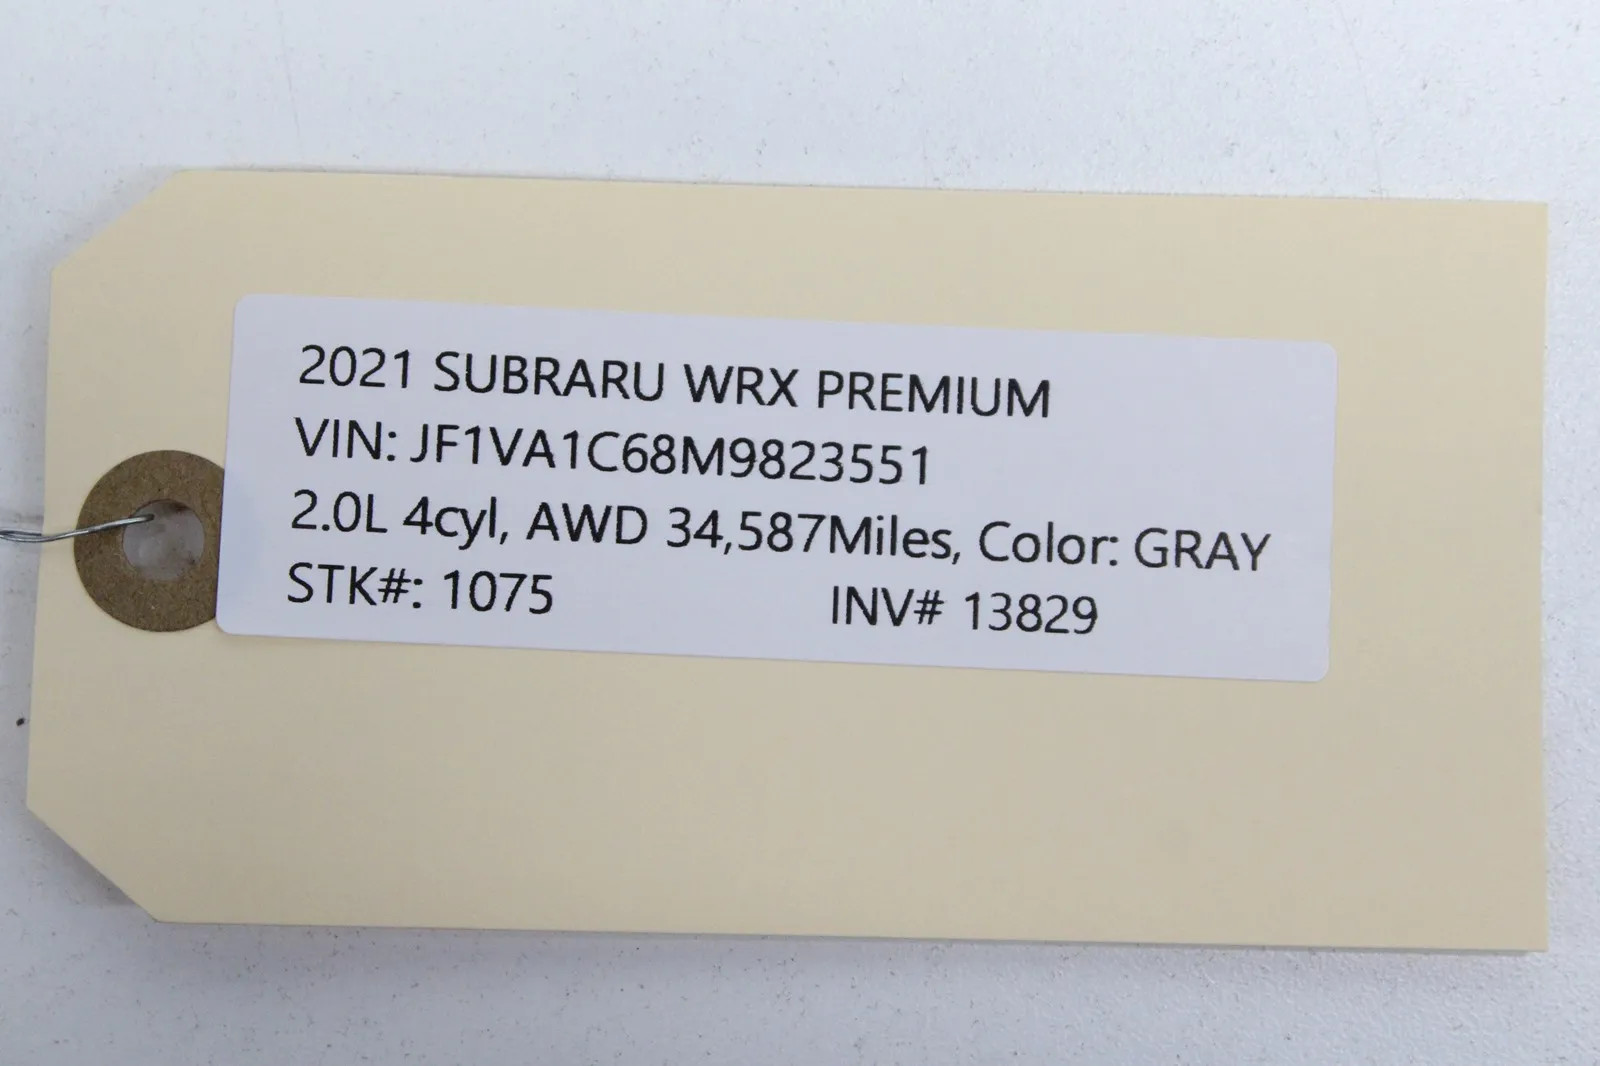 2021 SUBRARU WRX PREMIUM
VIN: JF1VA1C68M9823551
2.0L 4cyl, AWD 34,587Miles, Color: GRAY
STK#: 1075 INV# 13829